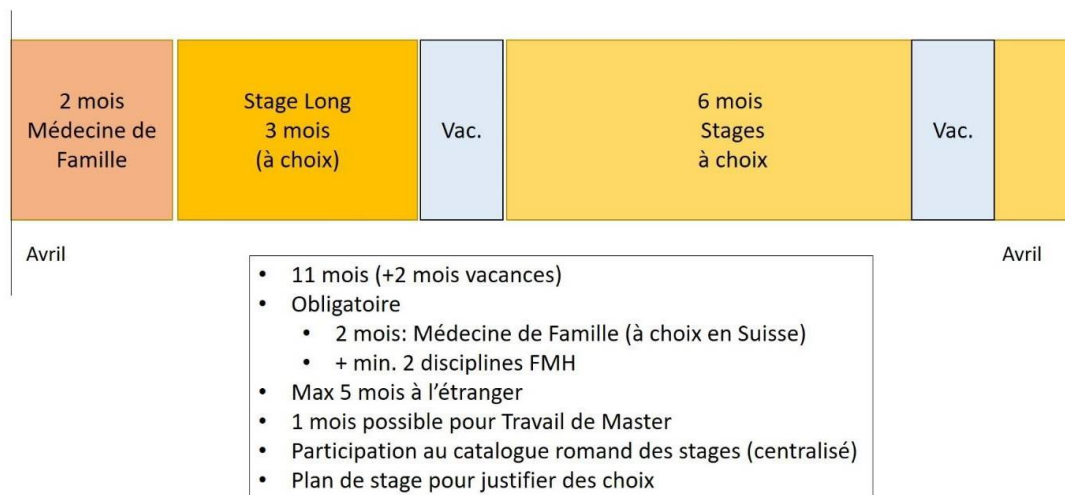 2 mois
Médecine de
Famille
Stage Long
3 mois
(à choix)
Vac.
6 mois
Stages
à choix
Vac.
Avril
Avril
• 11 mois (+2 mois vacances)
• Obligatoire
• 2 mois: Médecine de Famille (à choix en Suisse)
• + min. 2 disciplines FMH
• Max 5 mois à l’étranger
• 1 mois possible pour Travail de Master
• Participation au catalogue romand des stages (centralisé)
• Plan de stage pour justifier des choix